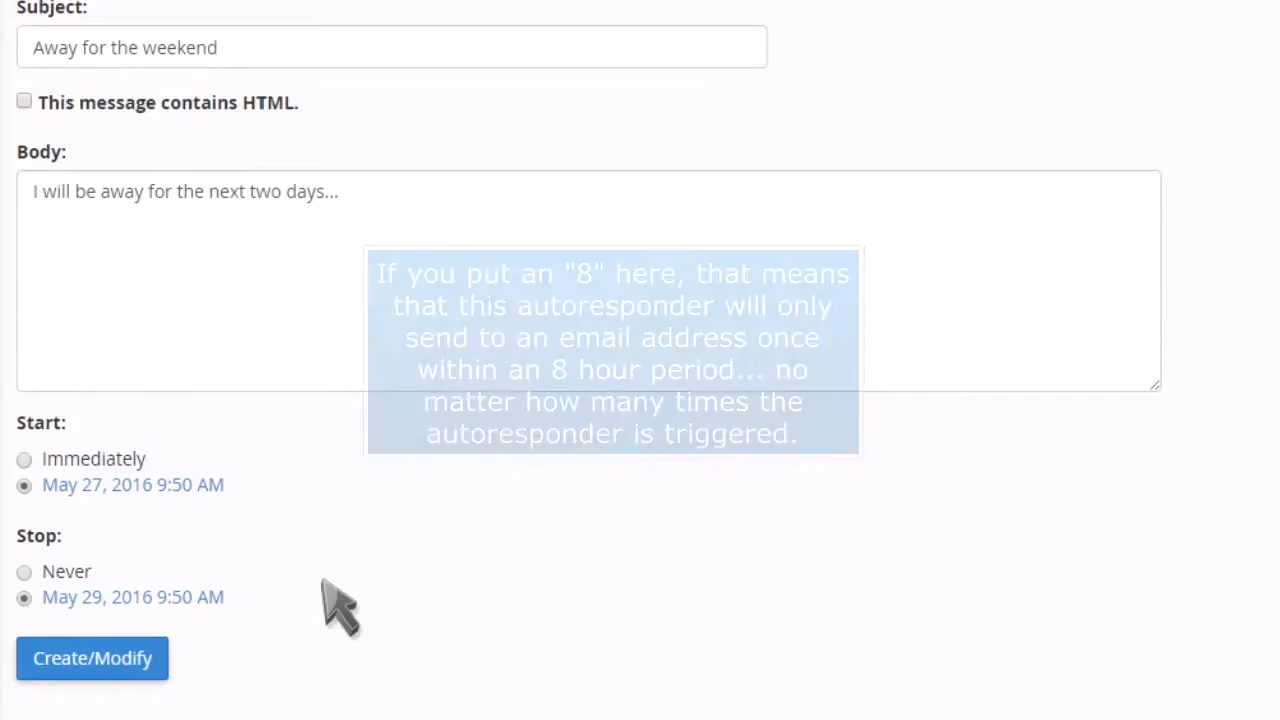 Subject:
Away for the weekend
This message contains HTML.
Body:
I will be away for the next two days...
If you put an "8" here, that means
that this autoresponder will only
send to an email address once
within an 8 hour period... no
matter how many times the
autoresponder is triggered.
Start:
Immediately
May 27, 2016 9:50 AM
Stop:
Never
May 29, 2016 9:50 AM
Create/Modify